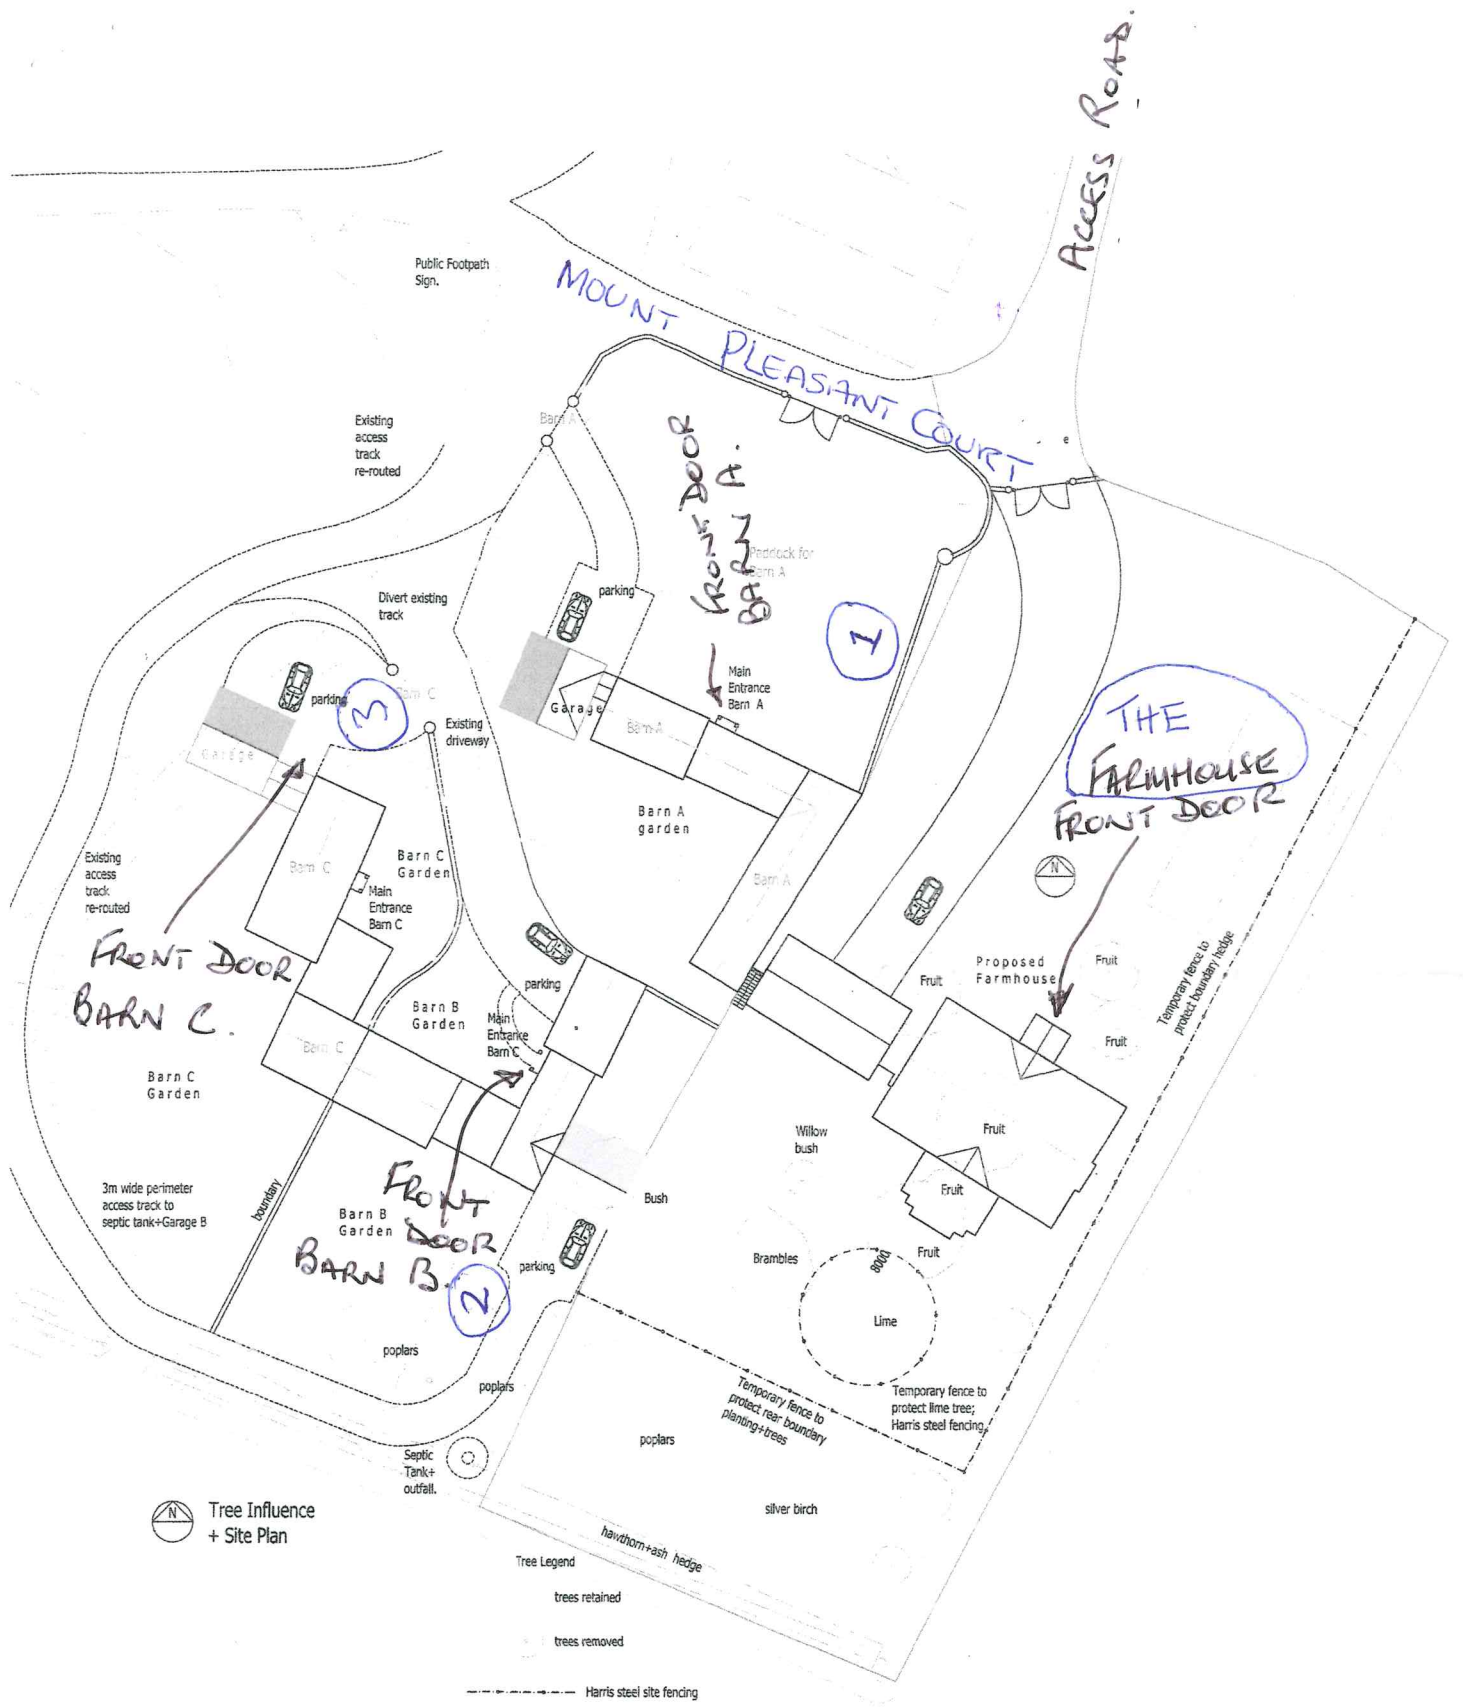 ACCESS ROAD.
Public Footpath
Sign.
MOUNT PLEASANT COURT
Barn A
Existing
access
track
re-routed
FRONT DOOR
BARN A.
Paddock for
Barn A
Divert existing
track
parking
1
Main
Entrance
Barn A
parking
3
Barn C
Existing
driveway
Garage
Garage
Barn A
THE
FARMHOUSE
FRONT DOOR
Barn A
garden
N
Existing
access
track
re-routed
Barn C
Barn C
Garden
Main
Entrance
Barn C
Barn A
FRONT DOOR
BARN C.
Proposed
Farmhouse
Fruit
Fruit
Fruit
Temporary fence to
protect boundary hedge
parking
Barn B
Garden
Main
Entrance
Barn C
Barn C
Barn C
Garden
Fruit
Willow
bush
Fruit
3m wide perimeter
access track to
septic tank+Garage B
boundary
FRONT
DOOR
BARN B.
Barn B
Garden
2
Bush
parking
Brambles
Fruit
8000
Lime
poplars
poplars
Temporary fence to
protect rear boundary
planting+trees
Temporary fence to
protect lime tree;
Harris steel fencing
poplars
Septic
Tank+
outfall.
silver birch
N
Tree Influence
+ Site Plan
hawthorn+ash hedge
Tree Legend
trees retained
trees removed
Harris steel site fencing